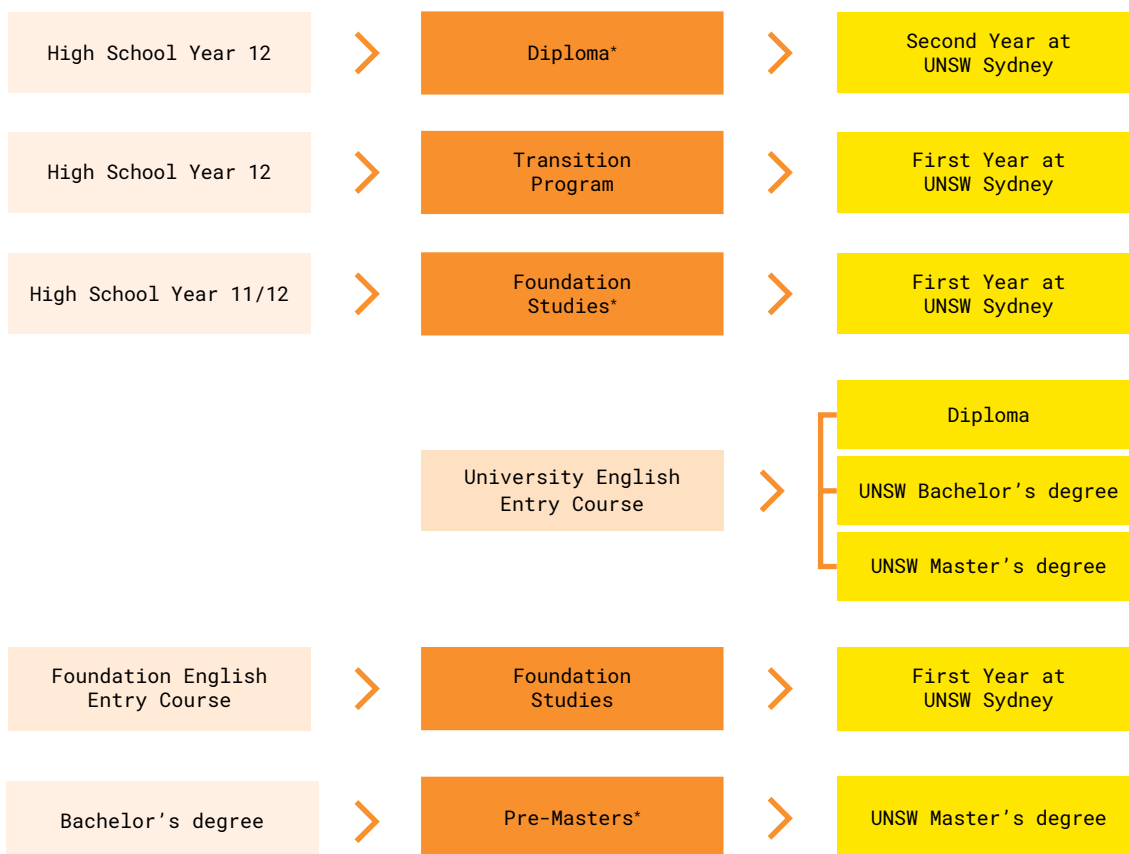 High School Year 12
Diploma*
Second Year at
UNSW Sydney
High School Year 12
Transition
Program
First Year at
UNSW Sydney
High School Year 11/12
Foundation
Studies*
First Year at
UNSW Sydney
University English
Entry Course
Diploma
UNSW Bachelor’s degree
UNSW Master’s degree
Foundation English
Entry Course
Foundation
Studies
First Year at
UNSW Sydney
Bachelor’s degree
Pre-Masters*
UNSW Master’s degree